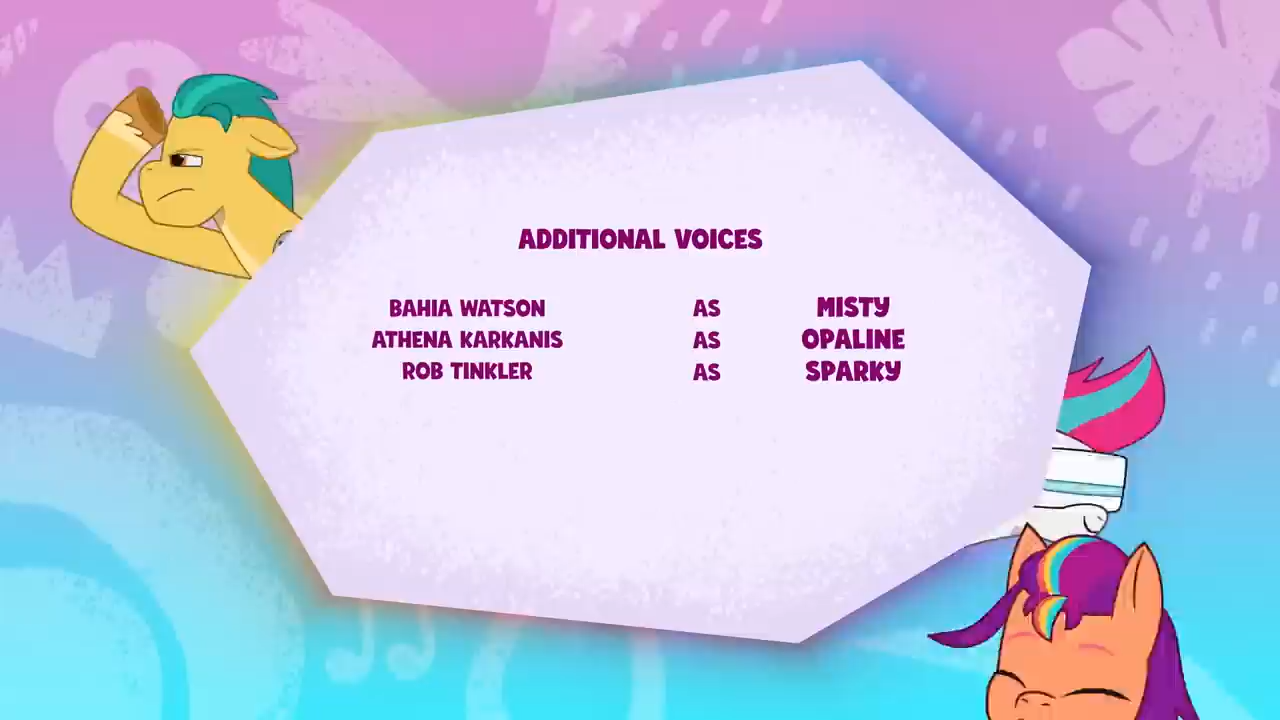 ADDITIONAL VOICES
BAHIA WATSON AS MISTY
ATHENA KARKANIS AS OPALINE
ROB TINKLER AS SPARKY